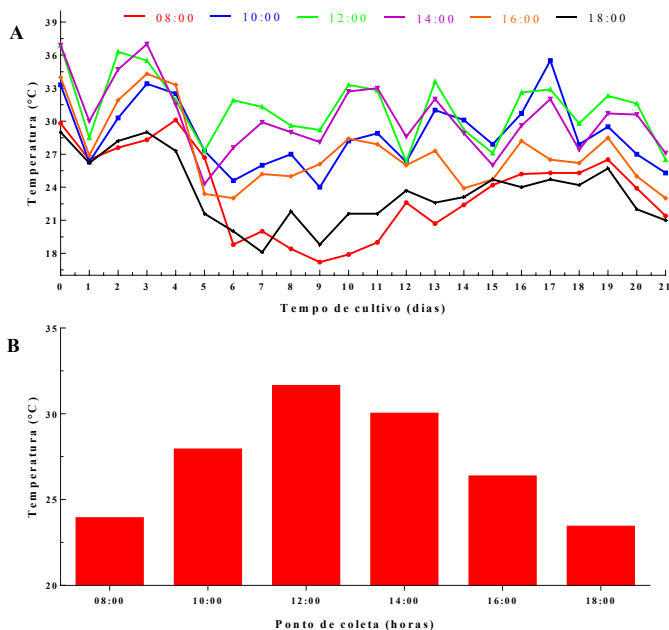 A
08:00 10:00 12:00 14:00 16:00 18:00
Temperatura (°C)
39
36
33
30
27
24
21
18
0 1 2 3 4 5 6 7 8 9 10 11 12 13 14 15 16 17 18 19 20 21
Tempo de cultivo (dias)
B
Temperatura (°C)
35
30
25
20
08:00 10:00 12:00 14:00 16:00 18:00
Ponto de coleta (horas)